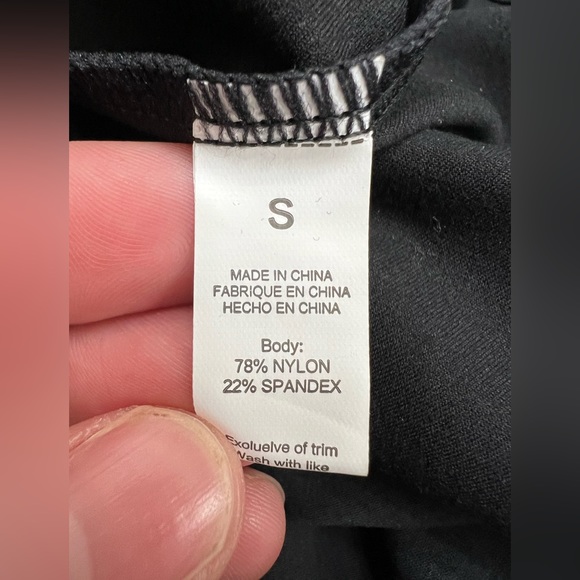 S
MADE IN CHINA
FABRIQUE EN CHINA
HECHO EN CHINA
Body:
78% NYLON
22% SPANDEX
Exoluelve of trim
Wash with like